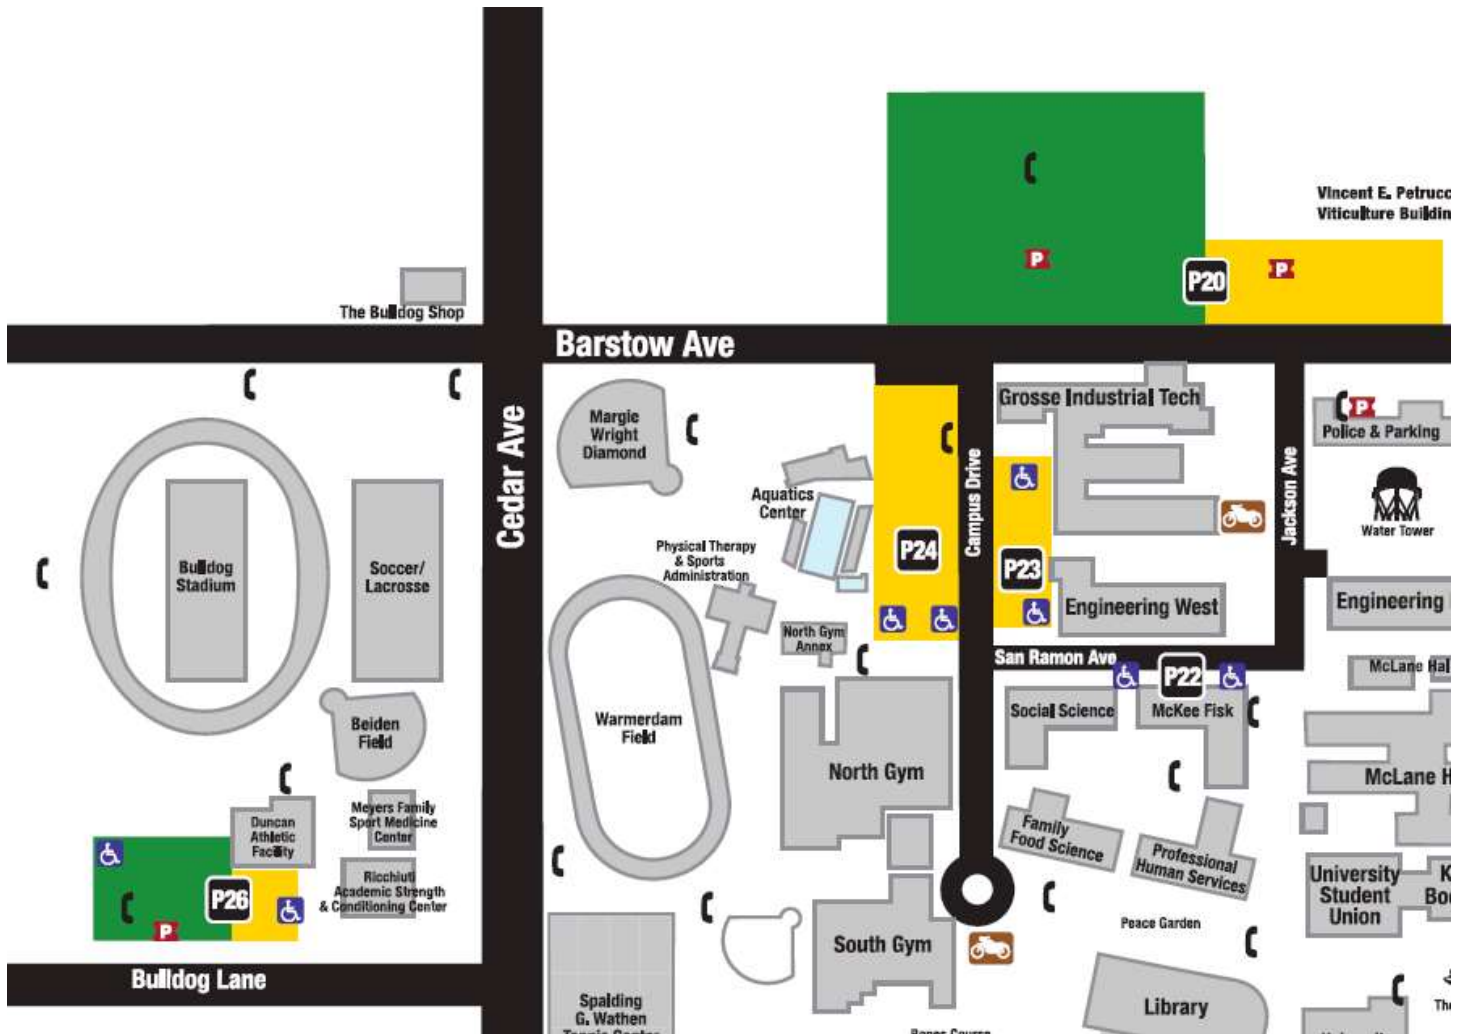 Vincent E. Petrucc
Viticulture Buildin
P
P
P20
The Bulldog Shop
Barstow Ave
Cedar Ave
Margie
Wright
Diamond
Grosse Industrial Tech
P
Police & Parking
Campus Drive
Jackson Ave
Aquatics
Center
Water Tower
Physical Therapy
& Sports
Administration
P24
P23
Bulldog
Stadium
Soccer/
Lacrosse
Engineering West
Engineering
North Gym
Annex
San Ramon Ave
P22
McLane Hal
Beiden
Field
Warmerdam
Field
Social Science
McKee Fisk
North Gym
McLane H
Meyers Family
Sport Medicine
Center
Duncan
Athletic
Facility
Family
Food Science
Professional
Human Services
Ricchiuti
Academic Strength
& Conditioning Center
P26
P
University
Student
Union
K
Boo
Peace Garden
South Gym
Bulldog Lane
Spalding
G. Wathen
Tennis Center
Library
The